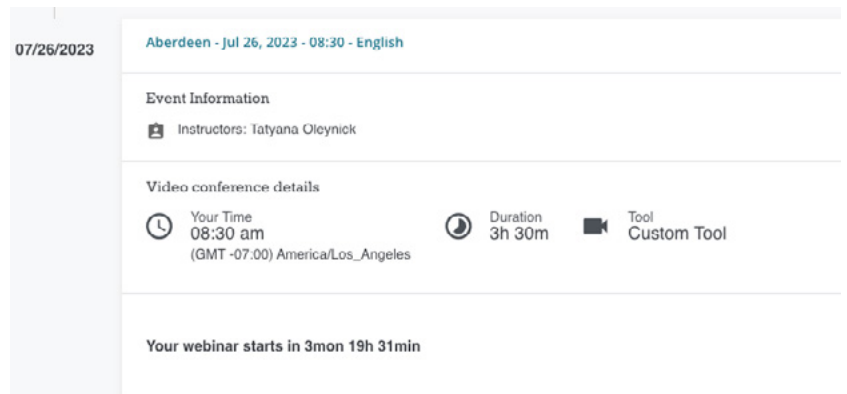 07/26/2023
Aberdeen - Jul 26, 2023 - 08:30 - English
Event Information
Instructors: Tatyana Oleynick
Video conference details
Your Time
08:30 am
(GMT -07:00) America/Los_Angeles
Duration
3h 30m
Tool
Custom Tool
Your webinar starts in 3mon 19h 31min